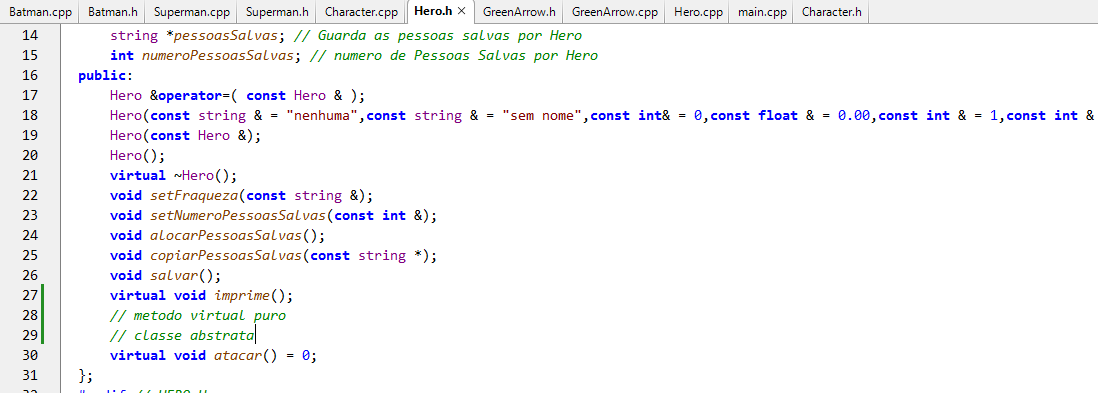 Batman.cpp Batman.h Superman.cpp Superman.h Character.cpp Hero.h × GreenArrow.h GreenArrow.cpp Hero.cpp main.cpp Character.h
14 string *pessoasSalvas; // Guarda as pessoas salvas por Hero
15 int numeroPessoasSalvas; // numero de Pessoas Salvas por Hero
16 public:
17 Hero &operator=( const Hero & );
18 Hero(const string & = "nenhuma",const string & = "sem nome",const int& = 0,const float & = 0.00,const int & = 1,const int &
19 Hero(const Hero &);
20 Hero();
21 virtual ~Hero();
22 void setFraqueza(const string &);
23 void setNumeroPessoasSalvas(const int &);
24 void alocarPessoasSalvas();
25 void copiarPessoasSalvas(const string *);
26 void salvar();
27 virtual void imprime();
28 // metodo virtual puro
29 // classe abstrata
30 virtual void atacar() = 0;
31 };